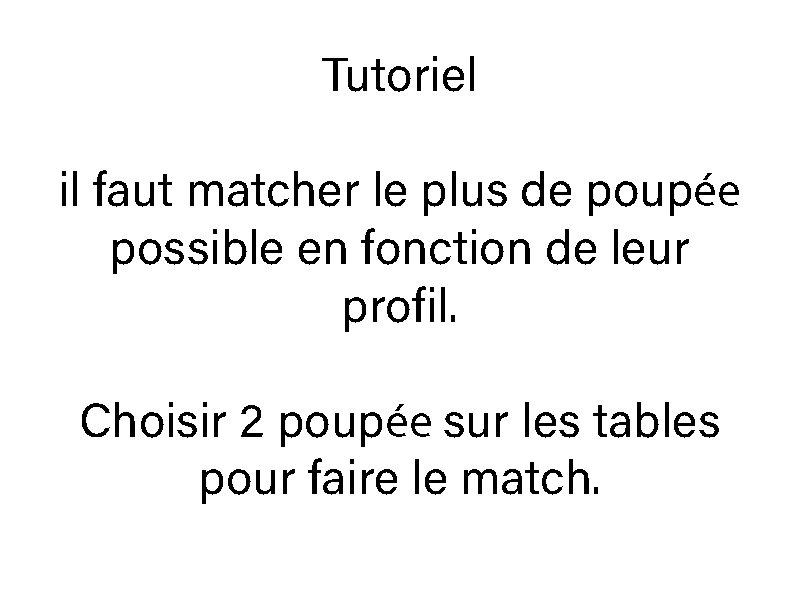 Tutoriel
il faut matcher le plus de poupée
possible en fonction de leur
profil.
Choisir 2 poupée sur les tables
pour faire le match.